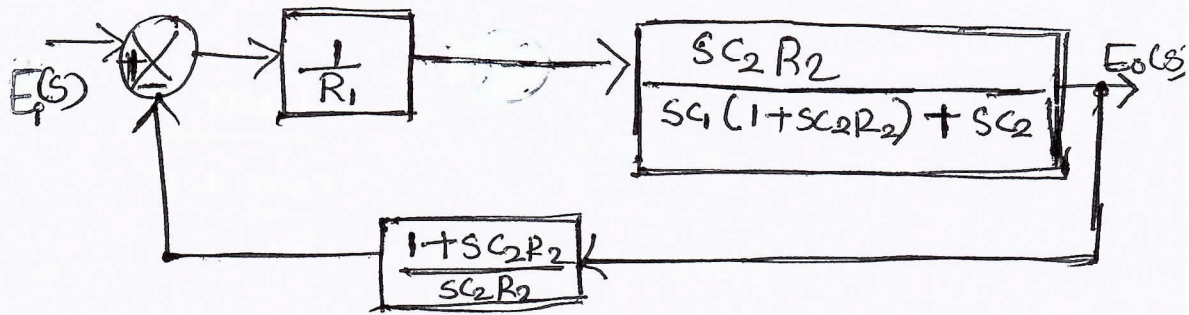 Ei(s)
+
−
1
R1
SC2R2
SC1(1+SC2R2)+SC2
Eo(s)
1+SC2R2
SC2R2